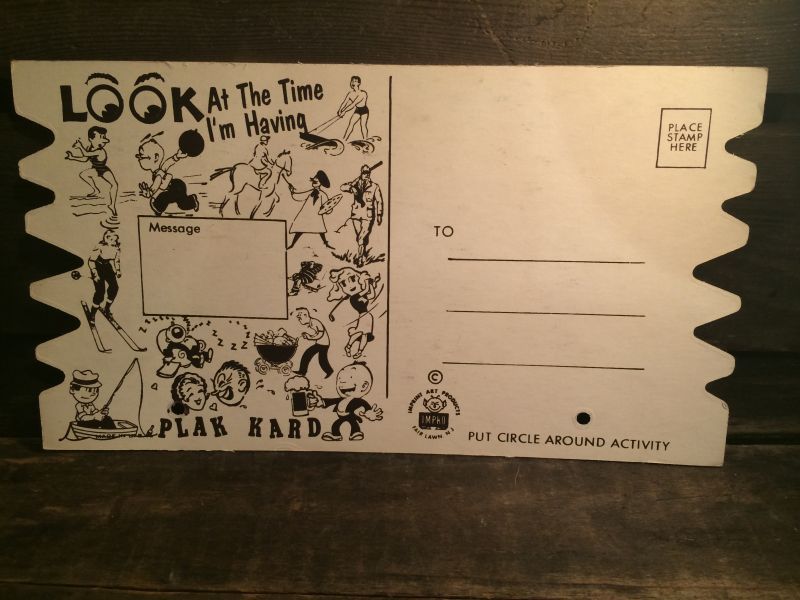 LOOK At The Time
I'm Having
Message
Z Z Z Z Z Z Z Z
PLAK KARD
PLACE
STAMP
HERE
TO
©
IMPRINT ART PRODUCTS
IMPKO
FAIR LAWN N J
PUT CIRCLE AROUND ACTIVITY